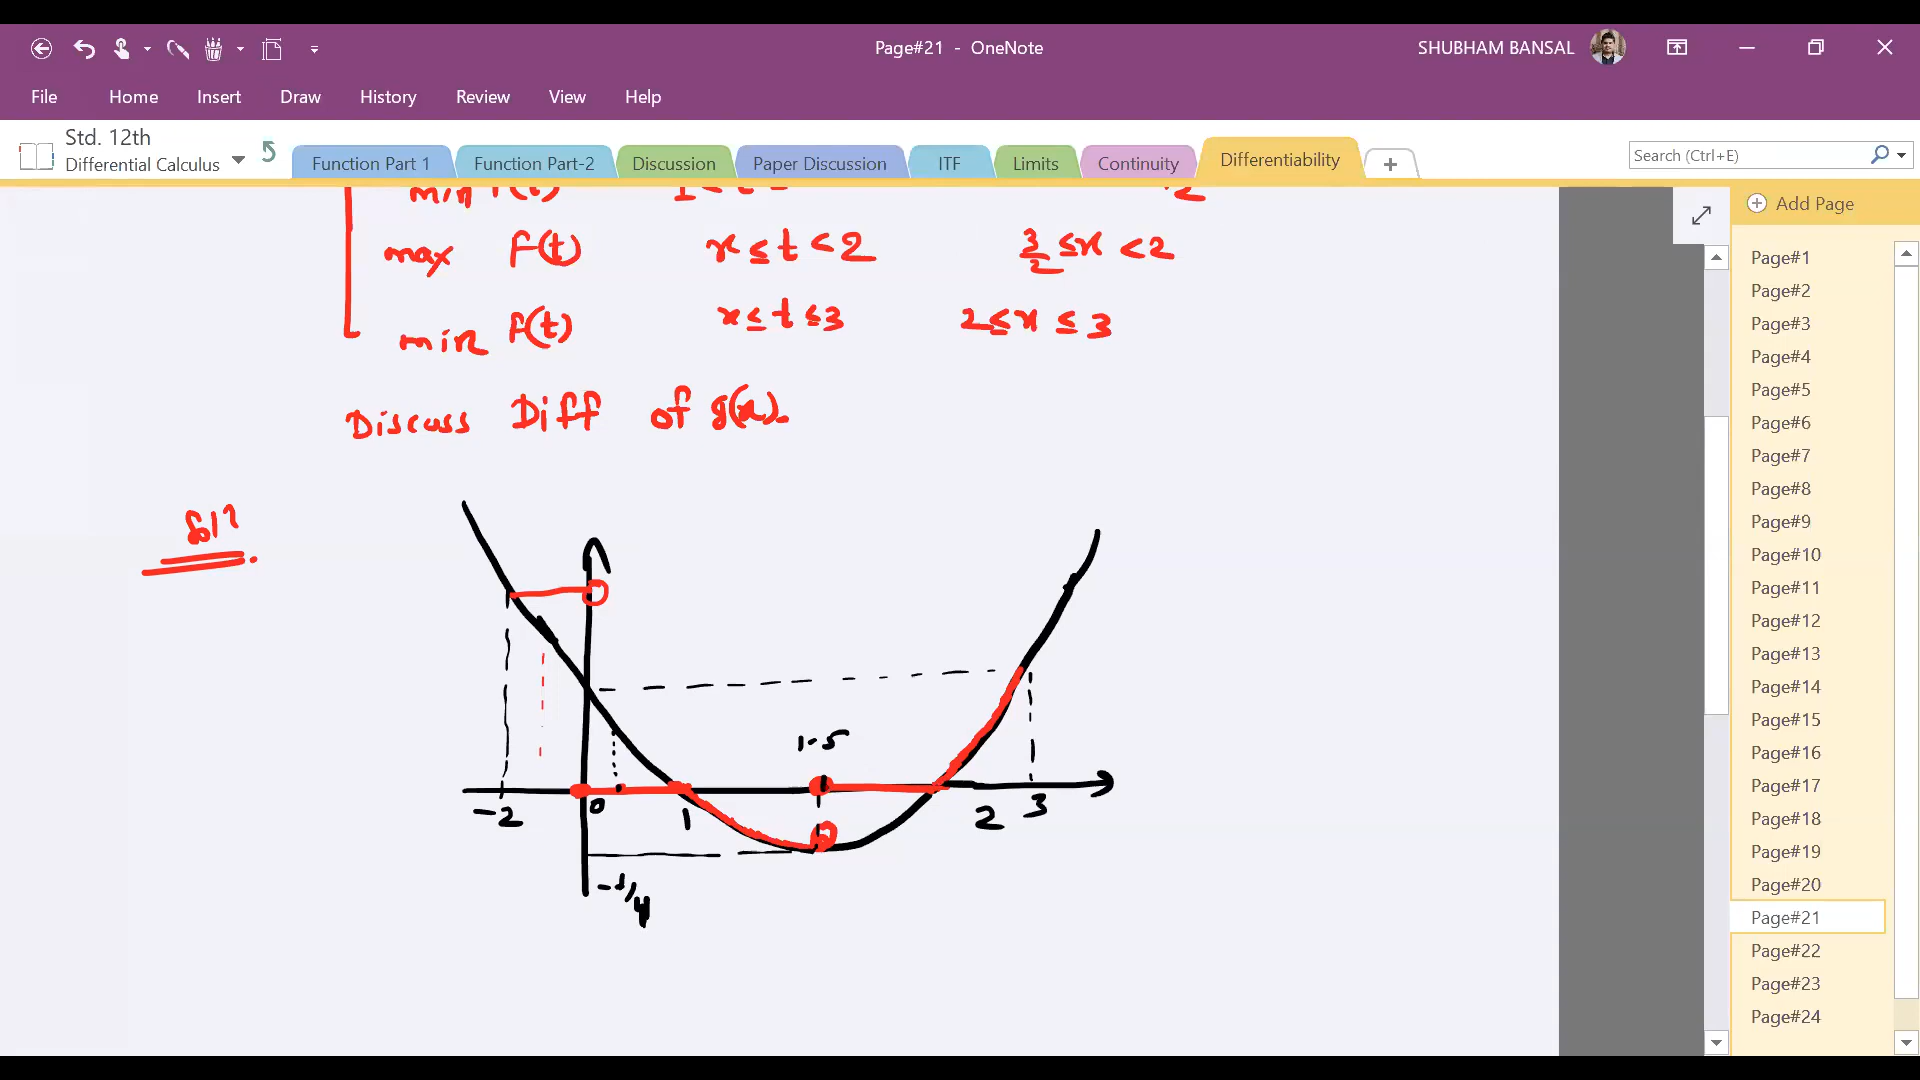 Page#21 - OneNote
SHUBHAM BANSAL
File Home Insert Draw History Review View Help
Std. 12th
Differential Calculus
Function Part 1 Function Part-2 Discussion Paper Discussion ITF Limits Continuity Differentiability
Search (Ctrl+E)
Add Page
max F(t) x ≤ t < 2 3/2 ≤ x < 2
min F(t) x ≤ t ≤ 3 2 ≤ x ≤ 3
Discuss Diff of g(x).
Sol?
1.5
-2 0 1 2 3
-1/4
Page#1
Page#2
Page#3
Page#4
Page#5
Page#6
Page#7
Page#8
Page#9
Page#10
Page#11
Page#12
Page#13
Page#14
Page#15
Page#16
Page#17
Page#18
Page#19
Page#20
Page#21
Page#22
Page#23
Page#24